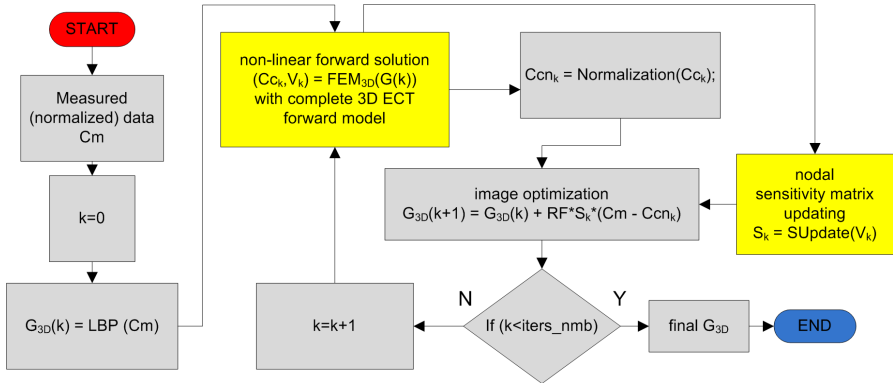 START
Measured
(normalized) data
Cm
k=0
G3D(k) = LBP (Cm)
non-linear forward solution
(Cck,Vk) = FEM3D(G(k))
with complete 3D ECT
forward model
Ccnk = Normalization(Cck);
nodal
sensitivity matrix
updating
Sk = SUpdate(Vk)
image optimization
G3D(k+1) = G3D(k) + RF*Sk*(Cm - Ccnk)
If (k<iters_nmb)
N
Y
k=k+1
final G3D
END